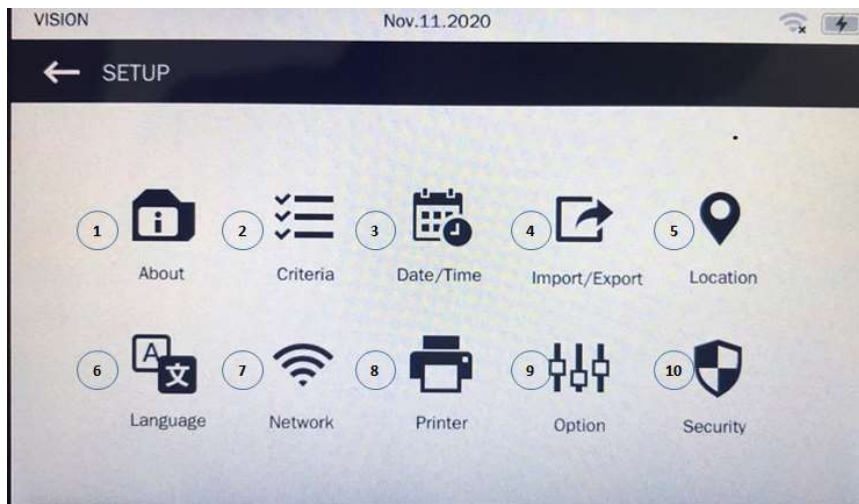 VISION Nov.11.2020
SETUP
1 2 3 4 5
About Criteria Date/Time Import/Export Location
6 7 8 9 10
A 文
Language Network Printer Option Security